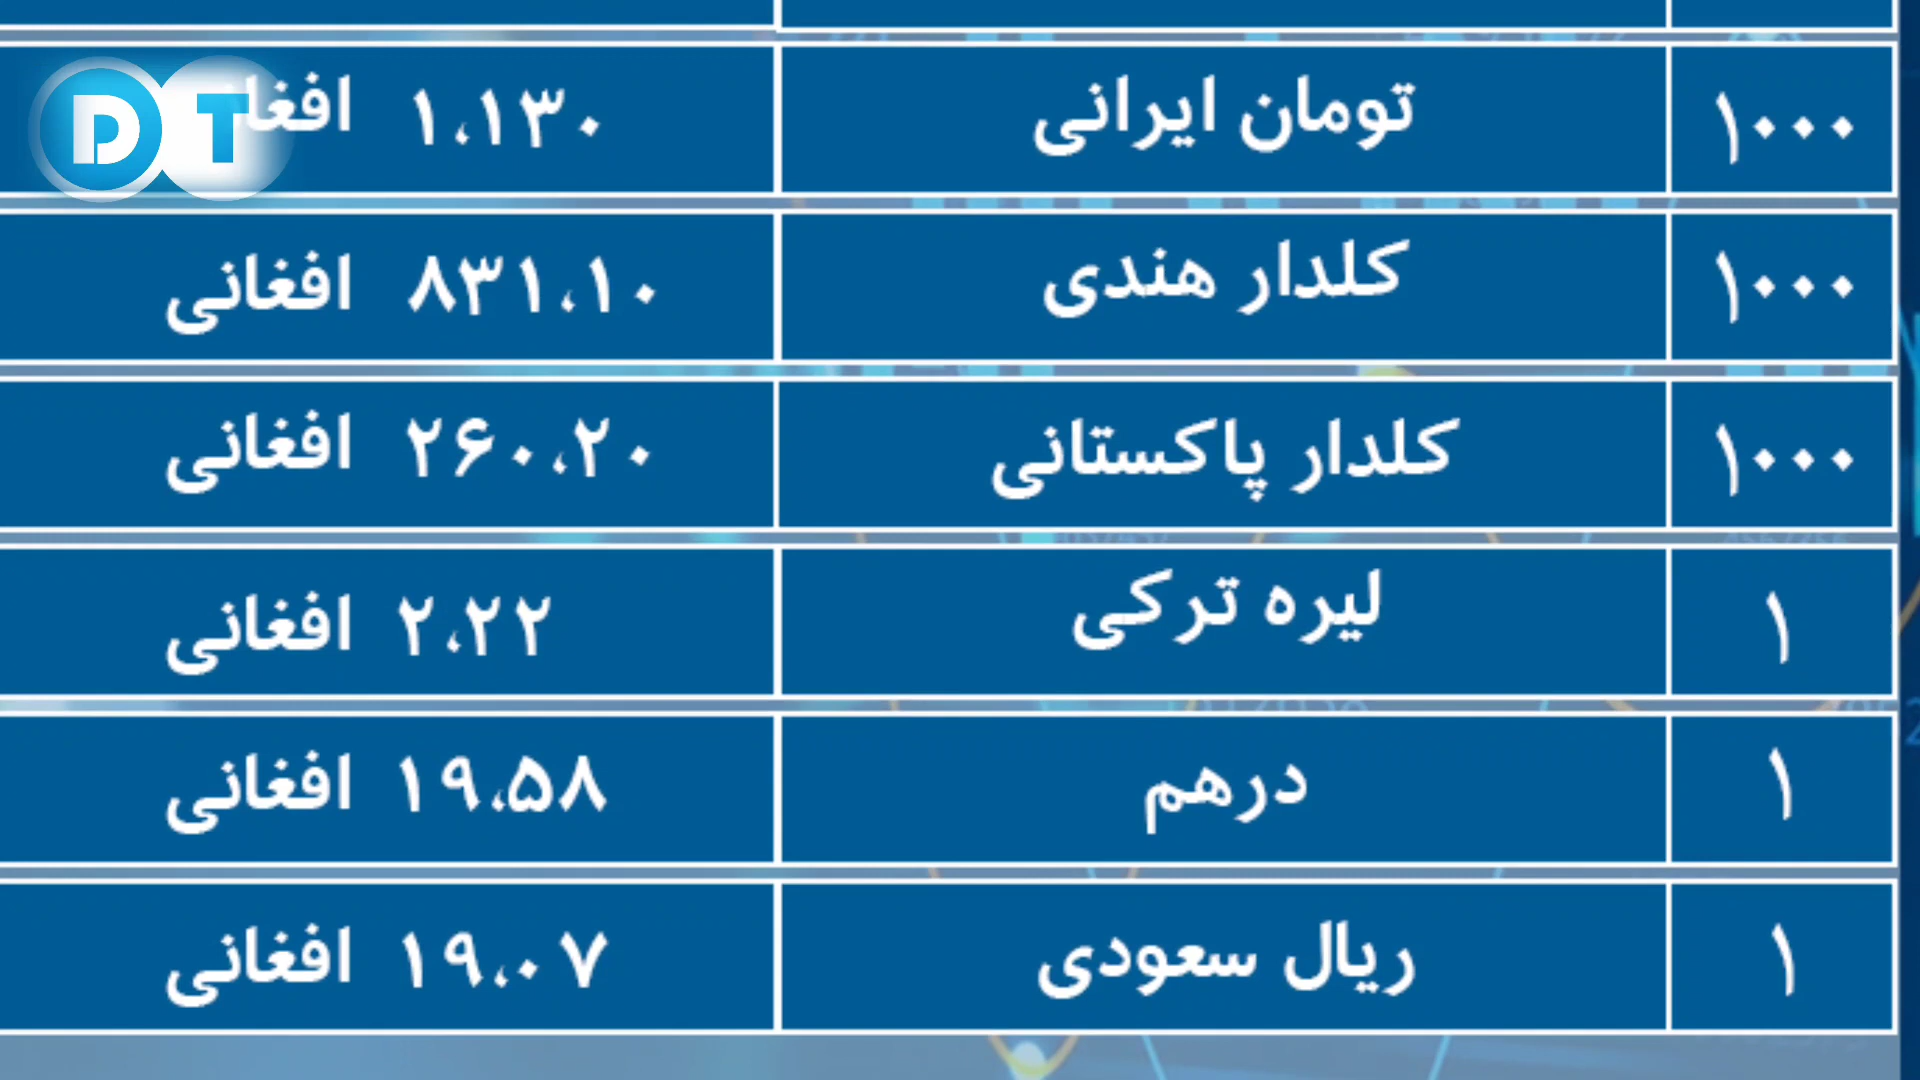 ۱۰۰۰ تومان ایرانی ۱،۱۳۰ افغا
۱۰۰۰ کلدار هندی ۸۳۱،۱۰ افغانی
۱۰۰۰ کلدار پاکستانی ۲۶۰،۲۰ افغانی
۱ لیره ترکی ۲،۲۲ افغانی
۱ درهم ۱۹،۵۸ افغانی
۱ ریال سعودی ۱۹،۰۷ افغانی
DT